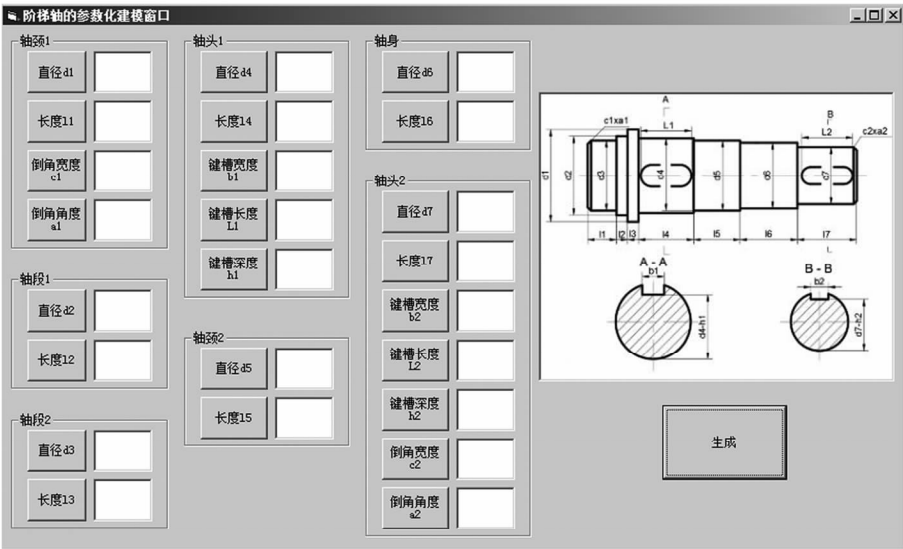 阶梯轴的参数化建模窗口
轴颈1
直径d1
长度l1
倒角宽度
c1
倒角角度
a1
轴段1
直径d2
长度l2
轴段2
直径d3
长度l3
轴头1
直径d4
长度l4
键槽宽度
b1
键槽长度
L1
键槽深度
h1
轴颈2
直径d5
长度l5
轴身
直径d6
长度l6
轴头2
直径d7
长度l7
键槽宽度
b2
键槽长度
L2
键槽深度
h2
倒角宽度
c2
倒角角度
a2
A
B
c1xa1
L1
L2
c2xa2
d1
d2
d3
d4
d5
d6
d7
l1
l2
l3
l4
l5
l6
l7
A - A
b1
d4-h1
B - B
b2
d7-h2
生成